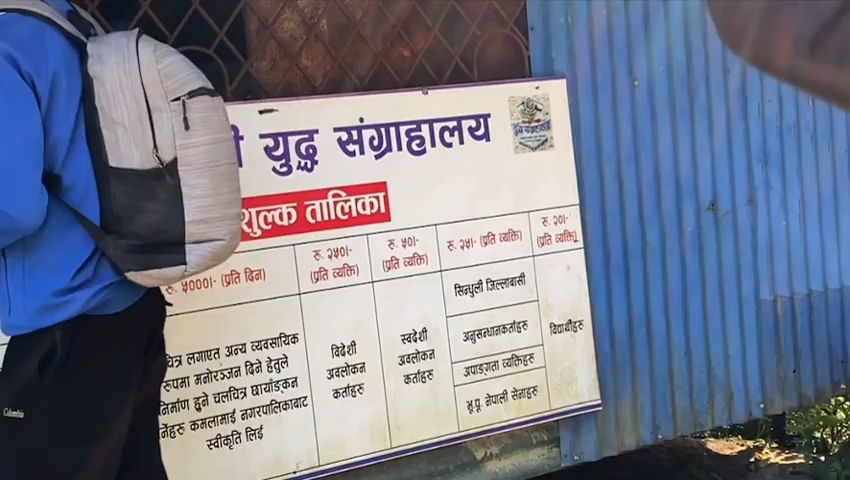 युद्ध संग्रहालय
शुल्क तालिका
रु. ५०००।- (प्रति दिन)
रु. २५०।-
(प्रति व्यक्ति)
रु. ५०।-
(प्रति व्यक्ति)
रु. २५।- (प्रति व्यक्ति)
रु. २०।-
(प्रति व्यक्ति)
लगाएत अन्य व्यवसायिक
रुपमा मनोरञ्जन दिने हेतुले
निर्माण हुने चलचित्र छायाँङ्कन
कमलामाई नगरपालिकाबाट
स्वीकृति लिई
विदेशी
अवलोकन
कर्ताहरु
स्वदेशी
अवलोकन
कर्ताहरु
सिन्धुली जिल्लाबासी
अनुसन्धानकर्ताहरु
अपाङ्गता व्यक्तिहरु
भू.पू. नेपाली सेनाहरु
विद्यार्थीहरु
Columbia